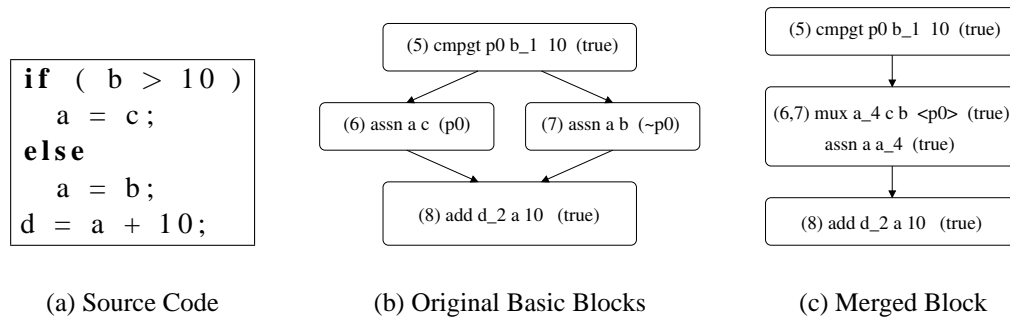 if ( b > 10 )
a = c;
else
a = b;
d = a + 10;
(a) Source Code
(5) cmpgt p0 b_1 10 (true)
(6) assn a c (p0)
(7) assn a b (~p0)
(8) add d_2 a 10 (true)
(b) Original Basic Blocks
(5) cmpgt p0 b_1 10 (true)
(6,7) mux a_4 c b <p0> (true)
assn a a_4 (true)
(8) add d_2 a 10 (true)
(c) Merged Block